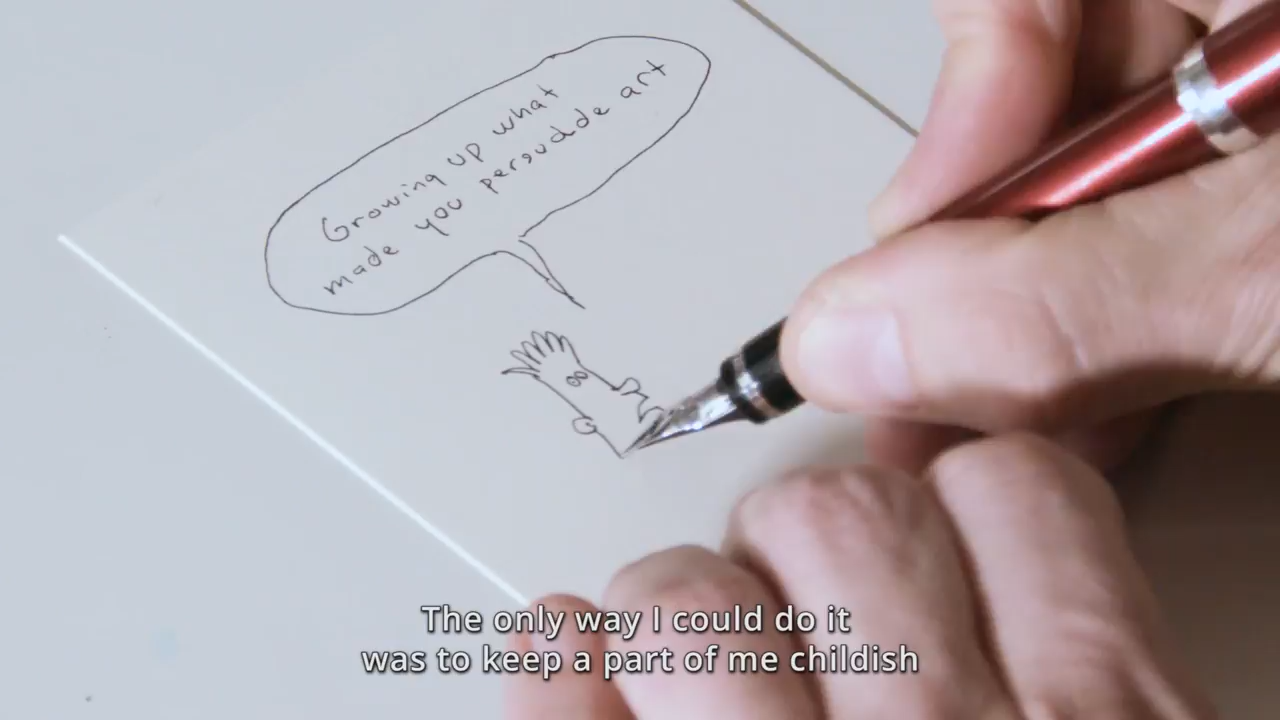 Growing up what
made you persudde art
The only way I could do it
was to keep a part of me childish